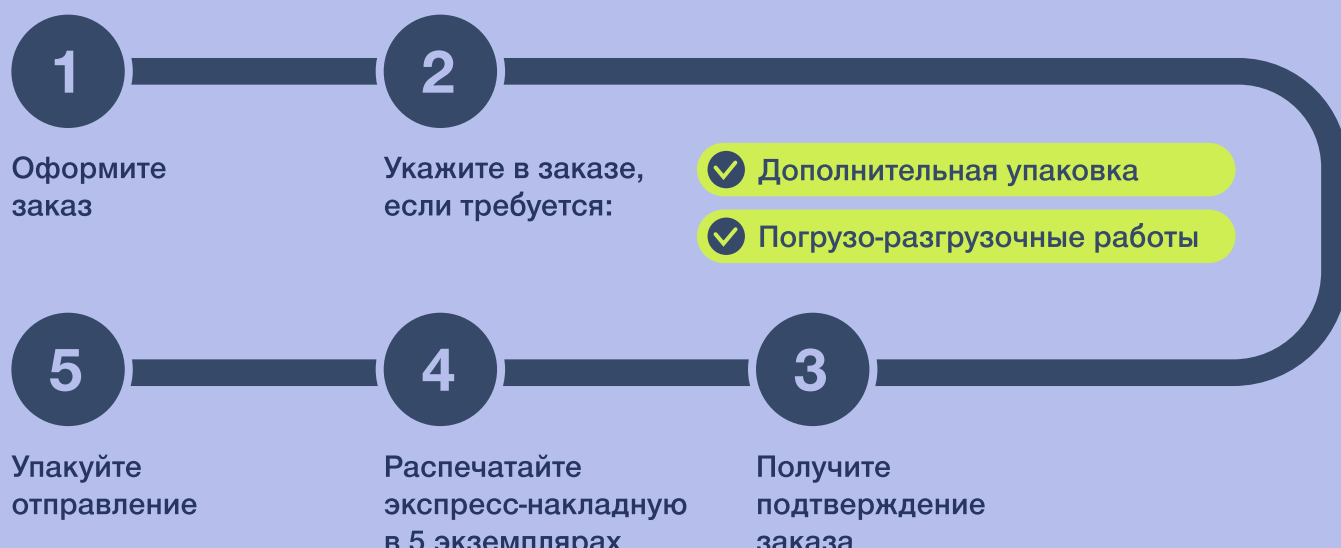 1
Оформите
заказ
2
Укажите в заказе,
если требуется:
Дополнительная упаковка
Погрузо-разгрузочные работы
3
Получите
подтверждение
заказа
4
Распечатайте
экспресс-накладную
в 5 экземплярах
5
Упакуйте
отправление